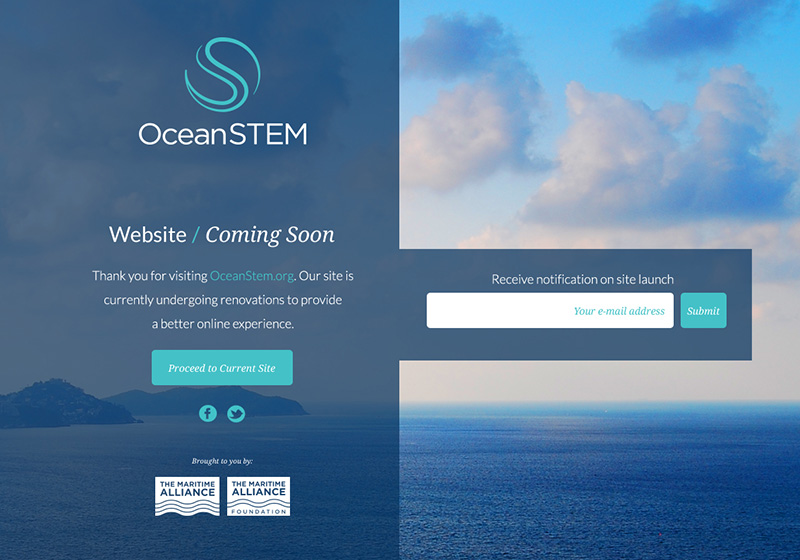 OceanSTEM
Website / Coming Soon
Thank you for visiting OceanStem.org. Our site is
currently undergoing renovations to provide
a better online experience.
Proceed to Current Site
Brought to you by:
THE MARITIME
ALLIANCE
THE MARITIME
ALLIANCE
FOUNDATION
Receive notification on site launch
Your e-mail address
Submit